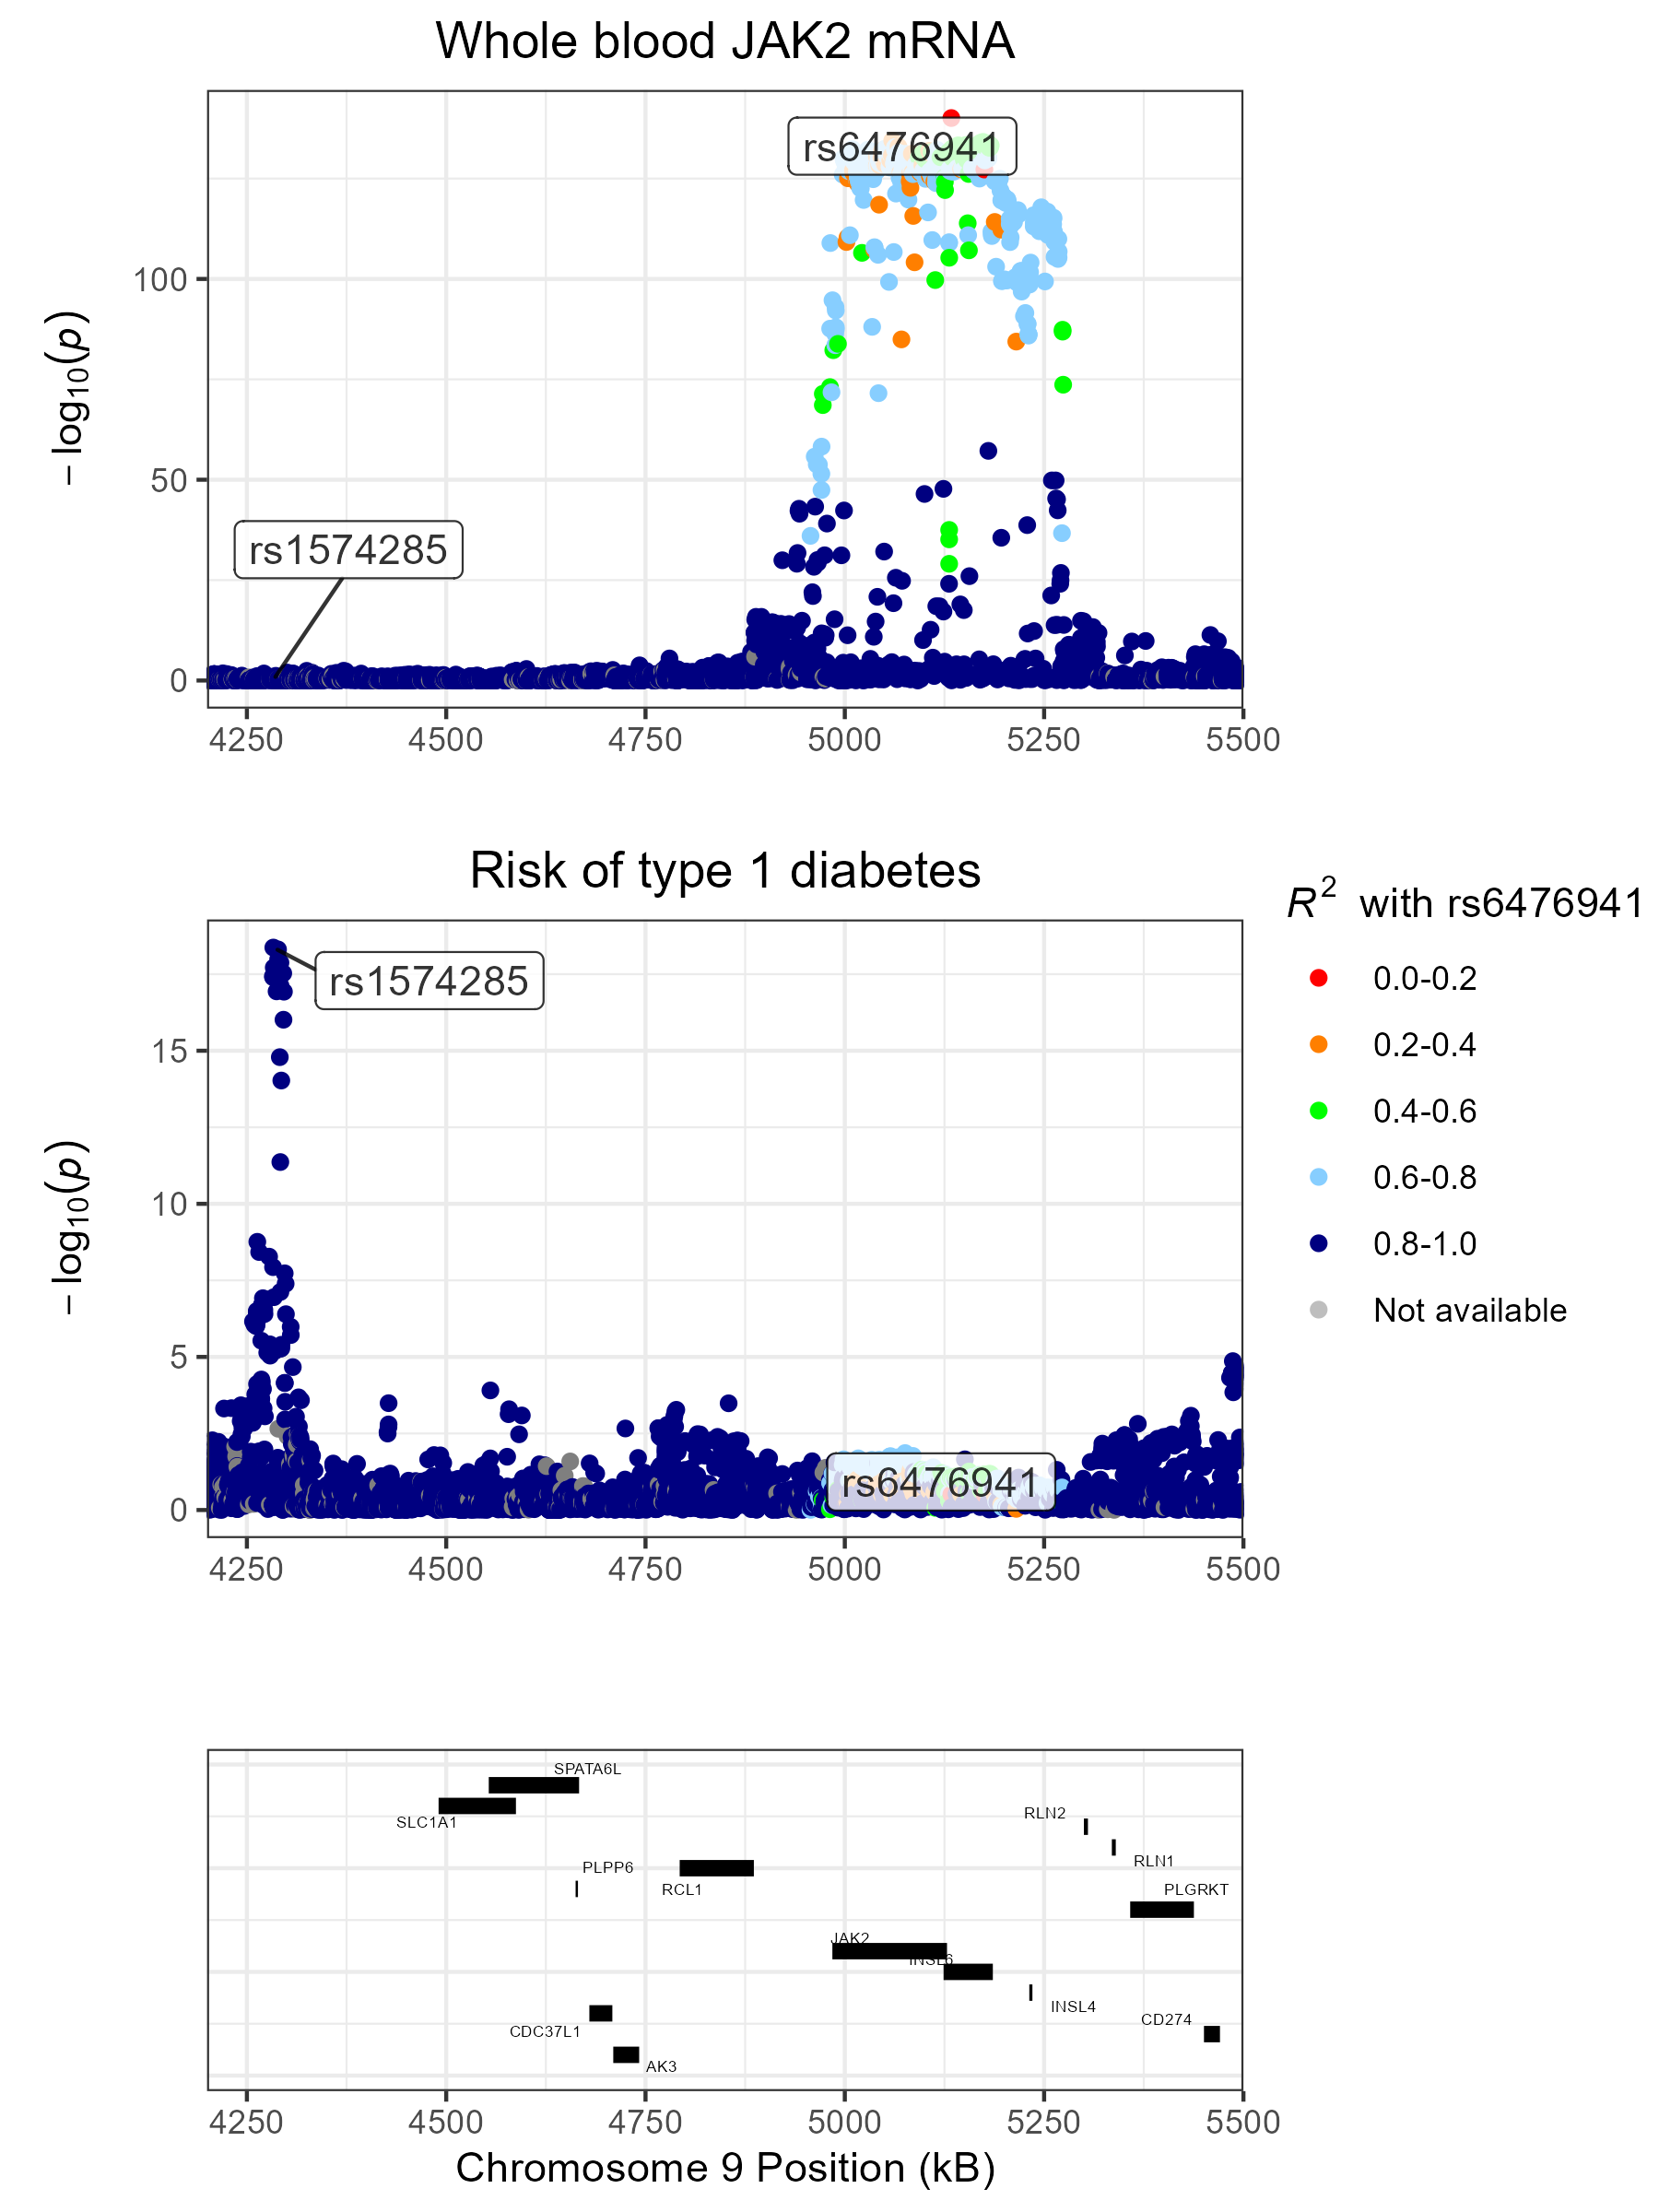 Whole blood JAK2 mRNA
rs6476941
rs1574285
100
50
0
−log10(p)
4250 4500 4750 5000 5250 5500
Risk of type 1 diabetes
rs1574285
rs6476941
15
10
5
0
−log10(p)
4250 4500 4750 5000 5250 5500
R2 with rs6476941
0.0-0.2
0.2-0.4
0.4-0.6
0.6-0.8
0.8-1.0
Not available
SPATA6L
SLC1A1
RLN2
RLN1
PLPP6
RCL1
PLGRKT
JAK2
INSL6
INSL4
CD274
CDC37L1
AK3
4250 4500 4750 5000 5250 5500
Chromosome 9 Position (kB)